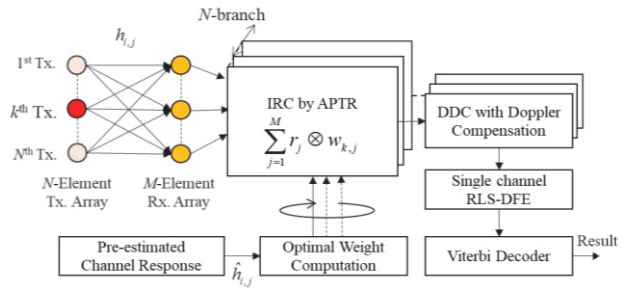 N-branch
h_{i,j}
1st Tx.
kth Tx.
Nth Tx.
N-Element
Tx. Array
M-Element
Rx. Array
IRC by APTR
\sum_{j=1}^{M} r_j ⊗ w_{k,j}
DDC with Doppler
Compensation
Single channel
RLS-DFE
Viterbi Decoder
Result
Pre-estimated
Channel Response
ĥ_{i,j}
Optimal Weight
Computation